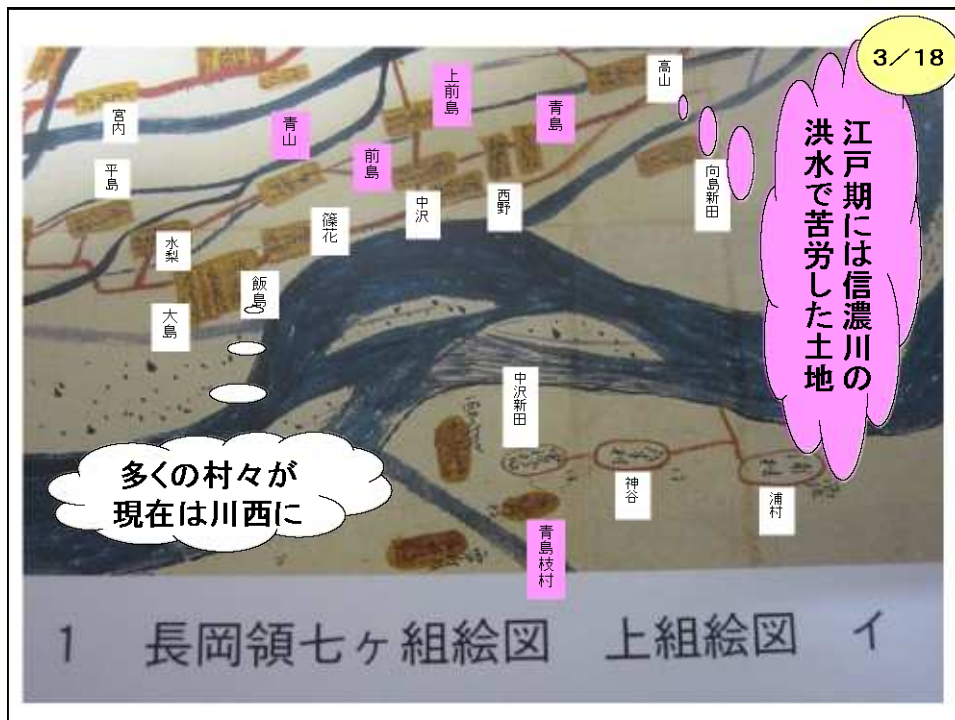 3/18
江戸期には信濃川の
洪水で苦労した土地
高山
上前島
青島
宮内
青山
前島
向島新田
平島
中沢
西野
篠花
水梨
飯島
大島
中沢新田
多くの村々が
現在は川西に
神谷
浦村
青島枝村
1 長岡領七ヶ組絵図 上組絵図 イ